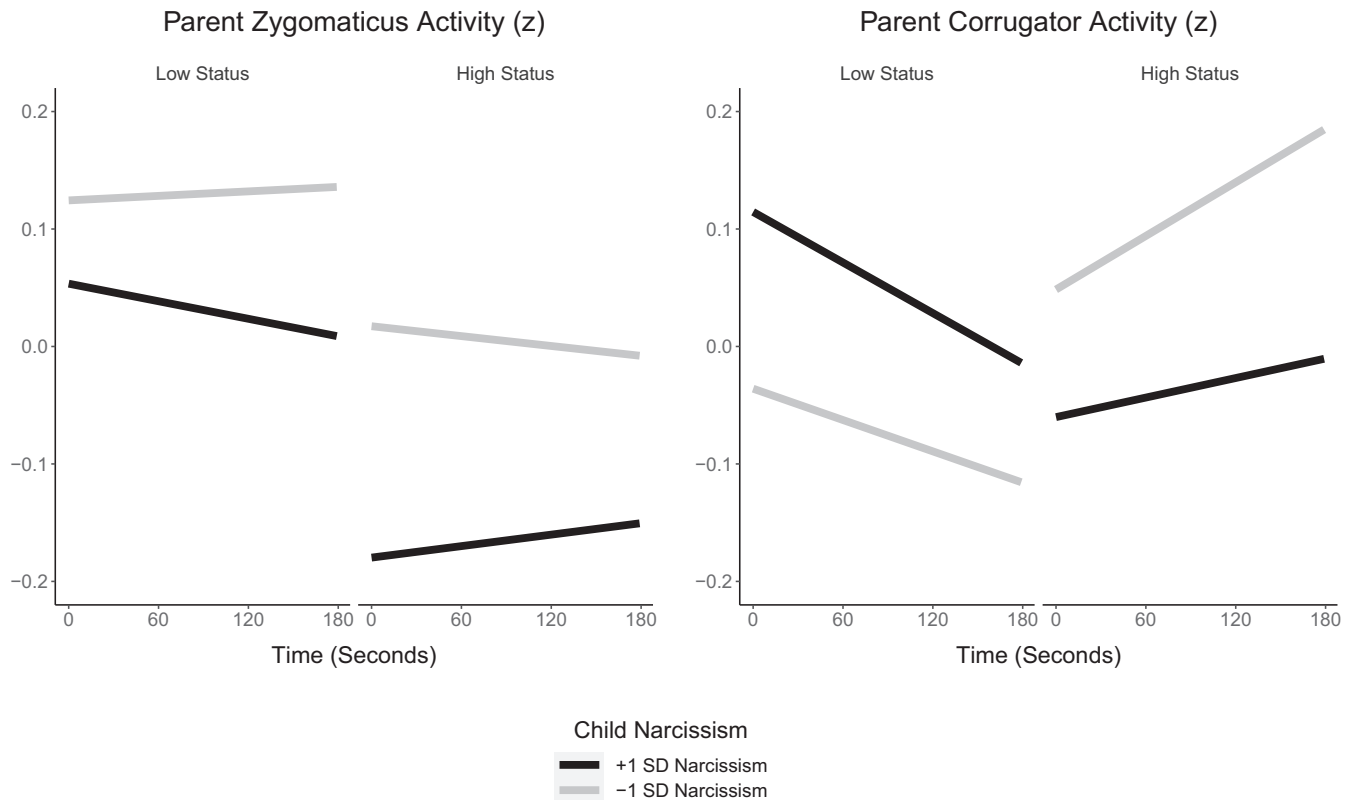 Parent Zygomaticus Activity (z)
Parent Corrugator Activity (z)
Low Status
High Status
Low Status
High Status
0.2
0.1
0.0
−0.1
−0.2
0.2
0.1
0.0
−0.1
−0.2
0 60 120 180 0 60 120 180
0 60 120 180 0 60 120 180
Time (Seconds)
Time (Seconds)
Child Narcissism
+1 SD Narcissism
−1 SD Narcissism